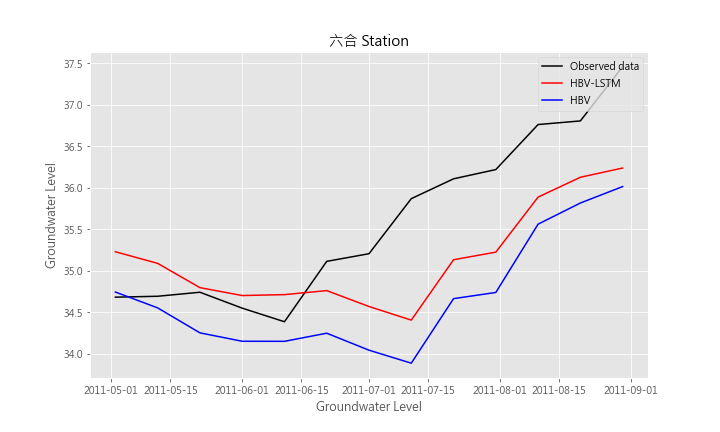 六合 Station
Observed data
HBV-LSTM
HBV
37.5
37.0
36.5
36.0
35.5
35.0
34.5
34.0
Groundwater Level
2011-05-01 2011-05-15 2011-06-01 2011-06-15 2011-07-01 2011-07-15 2011-08-01 2011-08-15 2011-09-01
Groundwater Level